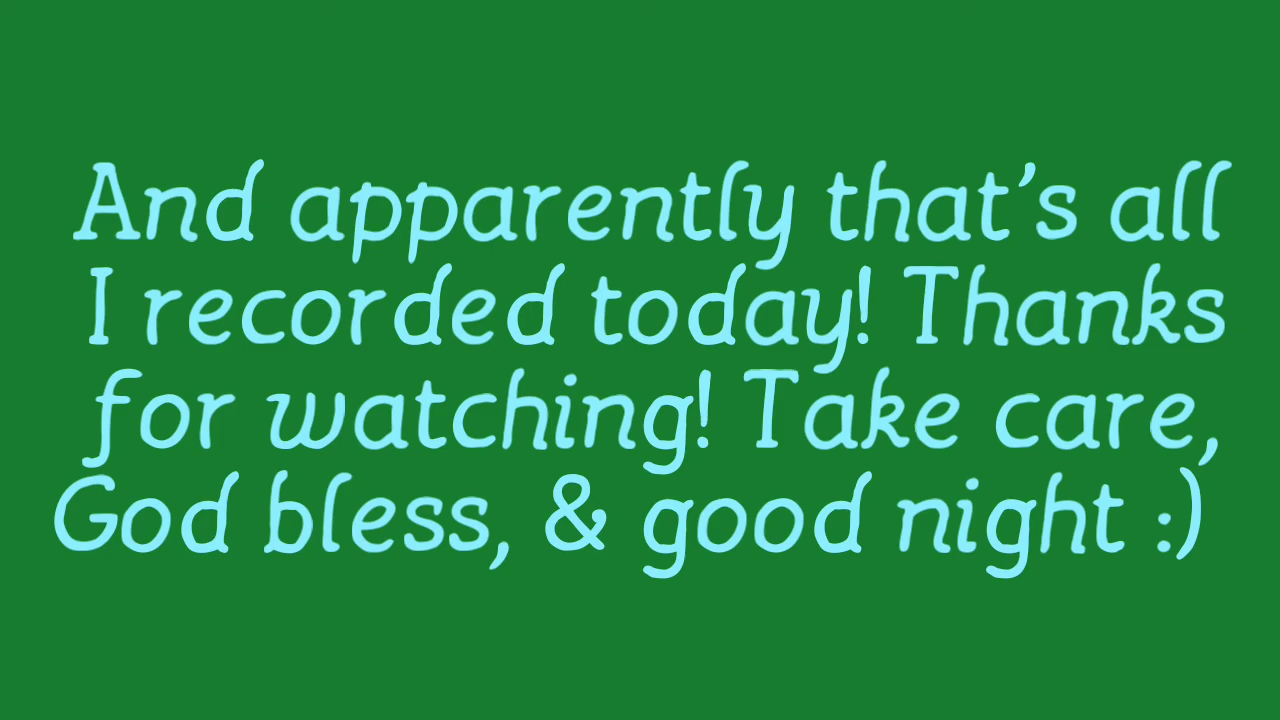 And apparently that’s all
I recorded today! Thanks
for watching! Take care,
God bless, & good night :)